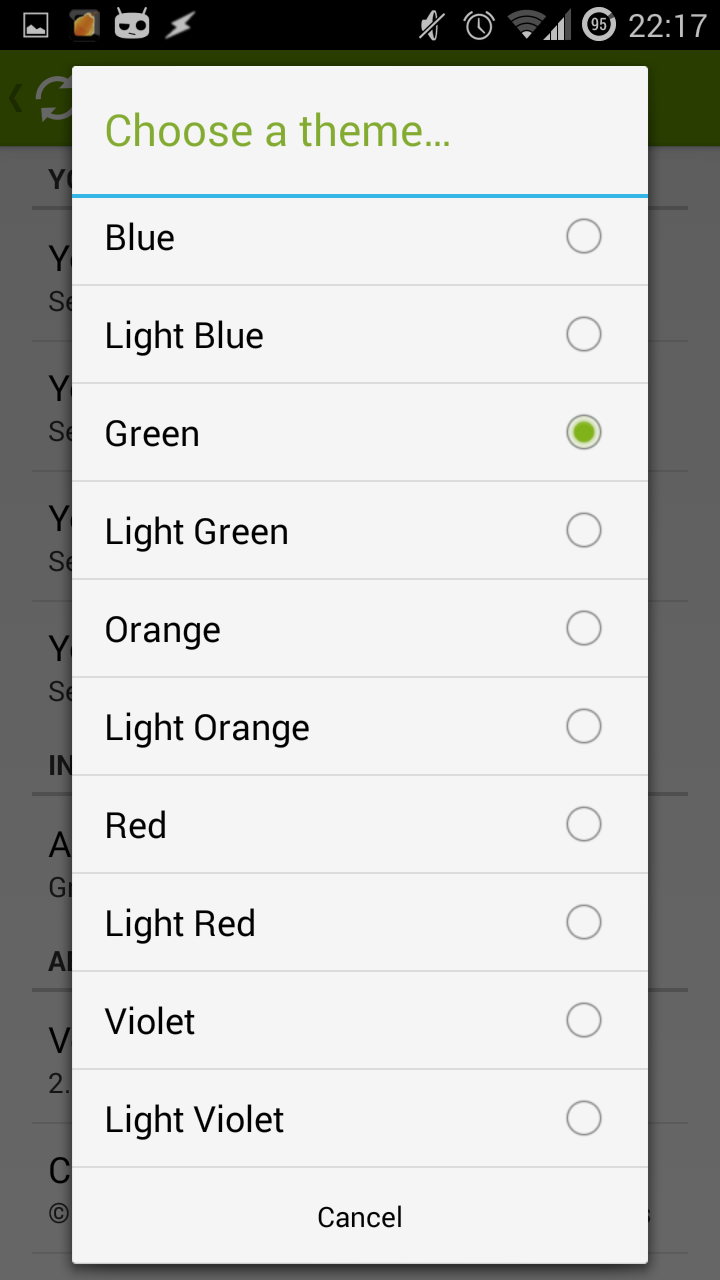 95 22:17
Choose a theme...
Blue
Light Blue
Green
Light Green
Orange
Light Orange
Red
Light Red
Violet
Light Violet
Cancel